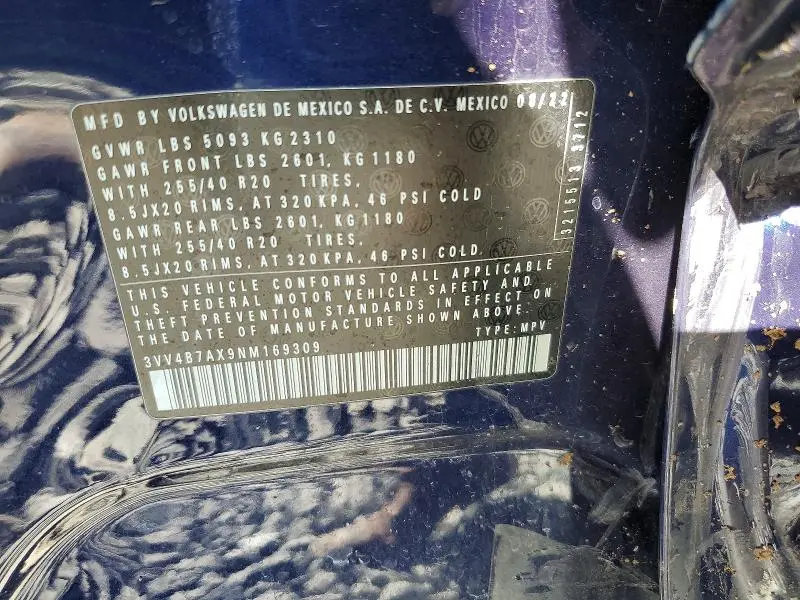 MFD BY VOLKSWAGEN DE MEXICO S.A. DE C.V. MEXICO 08/22
GVWR LBS 5093 KG 2310
GAWR FRONT LBS 2601, KG 1180
WITH 255/40 R20 TIRES,
8.5JX20 RIMS, AT 320 KPA, 46 PSI COLD
GAWR REAR LBS 2601, KG 1180
WITH 255/40 R20 TIRES,
8.5JX20 RIMS, AT 320 KPA, 46 PSI COLD.
THIS VEHICLE CONFORMS TO ALL APPLICABLE
U.S. FEDERAL MOTOR VEHICLE SAFETY AND
THEFT PREVENTION STANDARDS IN EFFECT ON
THE DATE OF MANUFACTURE SHOWN ABOVE.
TYPE: MPV
3VV4B7AX9NM169309
3215513 3712